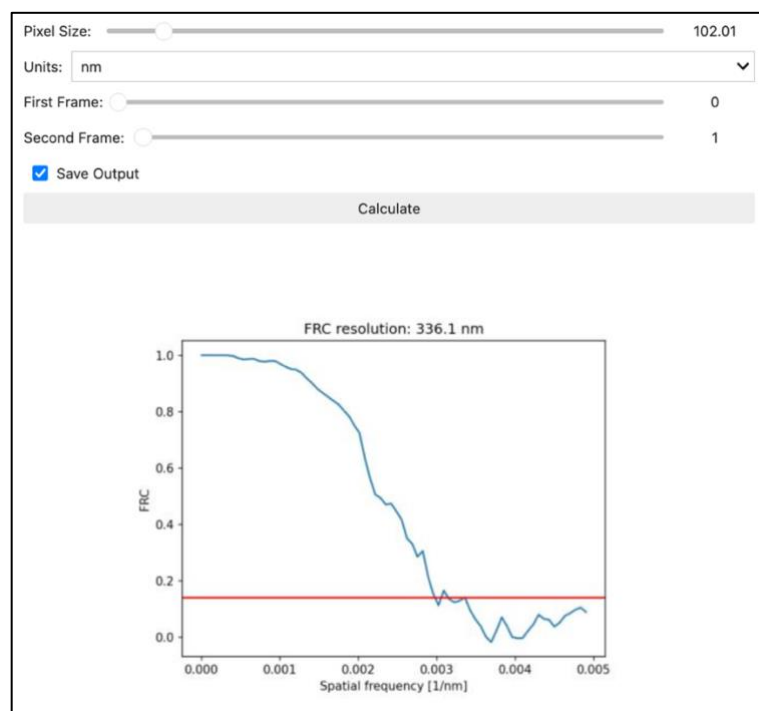 Pixel Size: 102.01
Units: nm
First Frame: 0
Second Frame: 1
Save Output
Calculate
FRC resolution: 336.1 nm
1.0
0.8
0.6
0.4
0.2
0.0
FRC
0.000 0.001 0.002 0.003 0.004 0.005
Spatial frequency [1/nm]